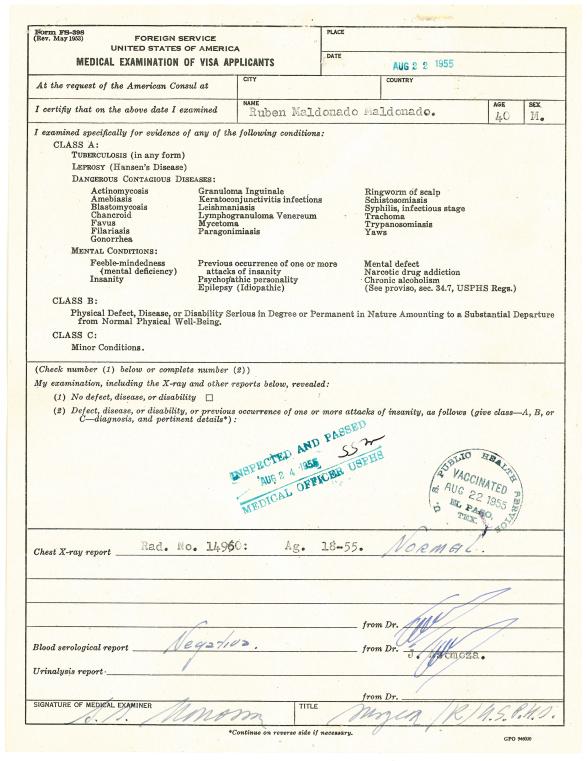 Form FS-398
(Rev. May 1953)
FOREIGN SERVICE
UNITED STATES OF AMERICA
MEDICAL EXAMINATION OF VISA APPLICANTS
PLACE
DATE
AUG 22 1955
At the request of the American Consul at
CITY
COUNTRY
I certify that on the above date I examined
NAME
Ruben Maldonado Maldonado.
AGE
40
SEX
M.
I examined specifically for evidence of any of the following conditions:
CLASS A:
TUBERCULOSIS (in any form)
LEPROSY (Hansen's Disease)
DANGEROUS CONTAGIOUS DISEASES:
Actinomycosis Granuloma Inguinale Ringworm of scalp
Amebiasis Keratoconjunctivitis infections Schistosomiasis
Blastomycosis Leishmaniasis Syphilis, infectious stage
Chancroid Lymphogranuloma Venereum Trachoma
Favus Mycetoma Trypanosomiasis
Filariasis Paragonimiasis Yaws
Gonorrhea
MENTAL CONDITIONS:
Feeble-mindedness Previous occurrence of one or more Mental defect
(mental deficiency) attacks of insanity Narcotic drug addiction
Insanity Psychopathic personality Chronic alcoholism
Epilepsy (Idiopathic) (See proviso, sec. 34.7, USPHS Regs.)
CLASS B:
Physical Defect, Disease, or Disability Serious in Degree or Permanent in Nature Amounting to a Substantial Departure
from Normal Physical Well-Being.
CLASS C:
Minor Conditions.
(Check number (1) below or complete number (2))
My examination, including the X-ray and other reports below, revealed:
(1) No defect, disease, or disability
(2) Defect, disease, or disability, or previous occurrence of one or more attacks of insanity, as follows (give class—A, B, or
C—diagnosis, and pertinent details*):
INSPECTED AND PASSED
AUG 24 1955
MEDICAL OFFICER USPHS
U. S. PUBLIC HEALTH SERVICE
VACCINATED
AUG 22 1955
EL PASO,
TEX.
Chest X-ray report Rad. No. 14960: Ag. 18-55. NORMAL.
from Dr.
Blood serological report Negativa. from Dr. J.
Urinalysis report
from Dr.
SIGNATURE OF MEDICAL EXAMINER
TITLE
Surgeon /R/ U.S.P.H.S.
*Continue on reverse side if necessary.
GPO